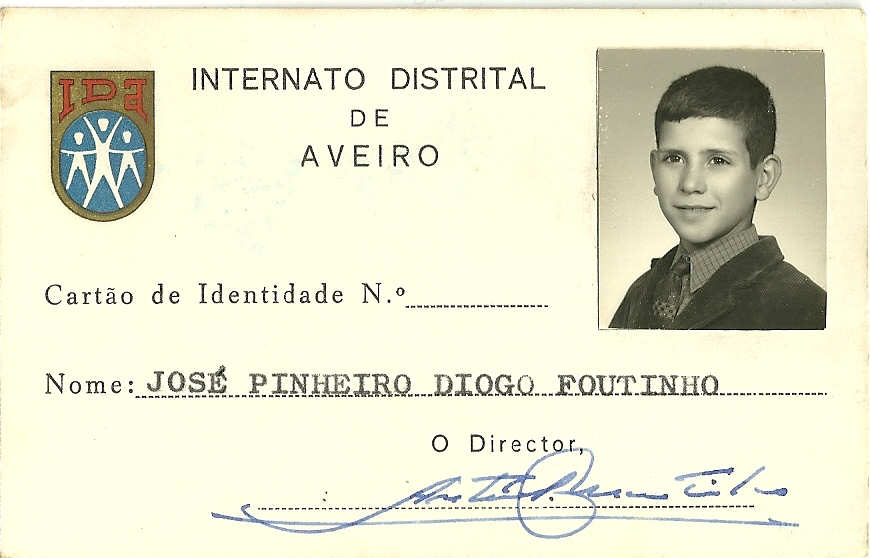 IDA
INTERNATO DISTRITAL
DE
AVEIRO
Cartão de Identidade N.º
Nome: JOSÉ PINHEIRO DIOGO FOUTINHO
O Director,